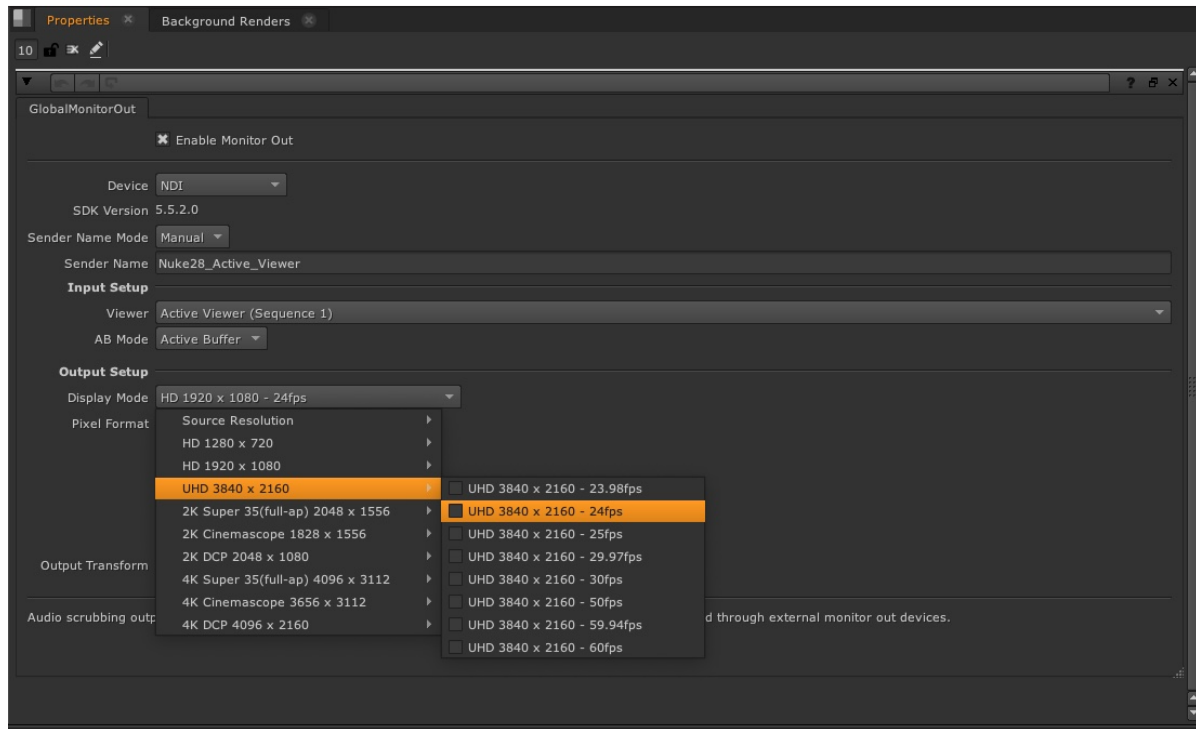 Properties Background Renders
10
?
GlobalMonitorOut
Enable Monitor Out
Device NDI
SDK Version 5.5.2.0
Sender Name Mode Manual
Sender Name Nuke28_Active_Viewer
Input Setup
Viewer Active Viewer (Sequence 1)
AB Mode Active Buffer
Output Setup
Display Mode HD 1920 x 1080 - 24fps
Pixel Format
Source Resolution
HD 1280 x 720
HD 1920 x 1080
UHD 3840 x 2160
2K Super 35(full-ap) 2048 x 1556
2K Cinemascope 1828 x 1556
2K DCP 2048 x 1080
4K Super 35(full-ap) 4096 x 3112
4K Cinemascope 3656 x 3112
4K DCP 4096 x 2160
UHD 3840 x 2160 - 23.98fps
UHD 3840 x 2160 - 24fps
UHD 3840 x 2160 - 25fps
UHD 3840 x 2160 - 29.97fps
UHD 3840 x 2160 - 30fps
UHD 3840 x 2160 - 50fps
UHD 3840 x 2160 - 59.94fps
UHD 3840 x 2160 - 60fps
Output Transform
Audio scrubbing through external monitor out devices.